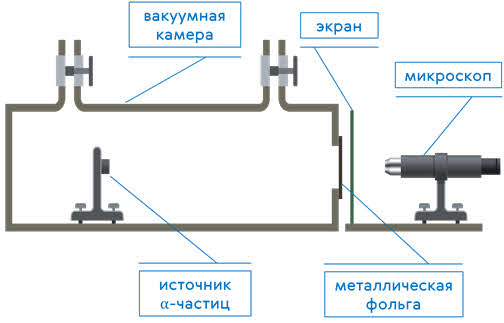 вакуумная
камера
экран
микроскоп
источник
α-частиц
металлическая
фольга